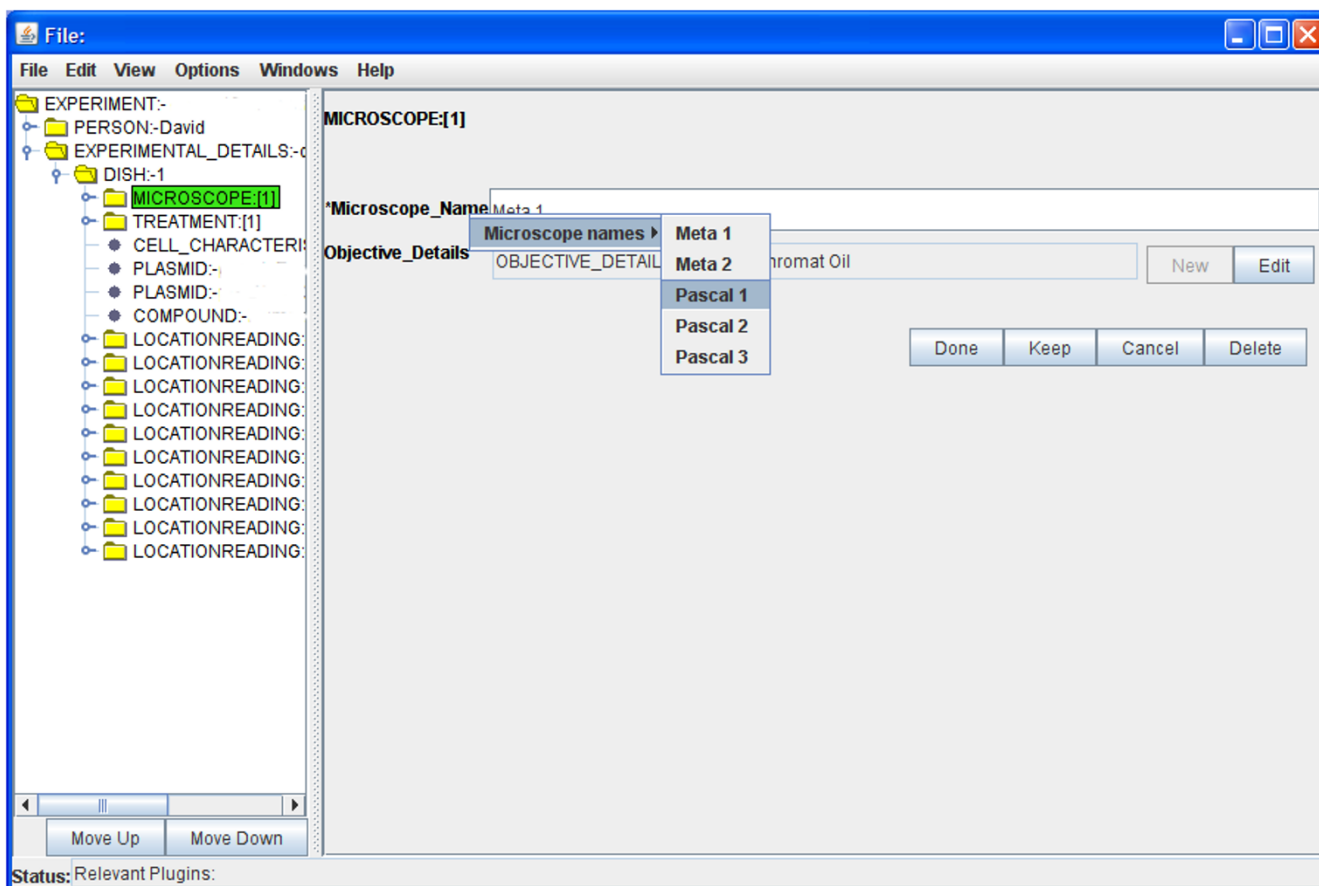 File:
File Edit View Options Windows Help
EXPERIMENT:-
PERSON:-David
EXPERIMENTAL_DETAILS:-
DISH:-1
MICROSCOPE:[1]
TREATMENT:[1]
CELL_CHARACTERI
PLASMID:-
PLASMID:-
COMPOUND:-
LOCATIONREADING:
LOCATIONREADING:
LOCATIONREADING:
LOCATIONREADING:
LOCATIONREADING:
LOCATIONREADING:
LOCATIONREADING:
LOCATIONREADING:
LOCATIONREADING:
LOCATIONREADING:
Move Up Move Down
MICROSCOPE:[1]
*Microscope_Name Meta 1
Microscope names
Meta 1
Meta 2
Pascal 1
Pascal 2
Pascal 3
Objective_Details OBJECTIVE_DETAIL hromat Oil New Edit
Done Keep Cancel Delete
Status: Relevant Plugins: